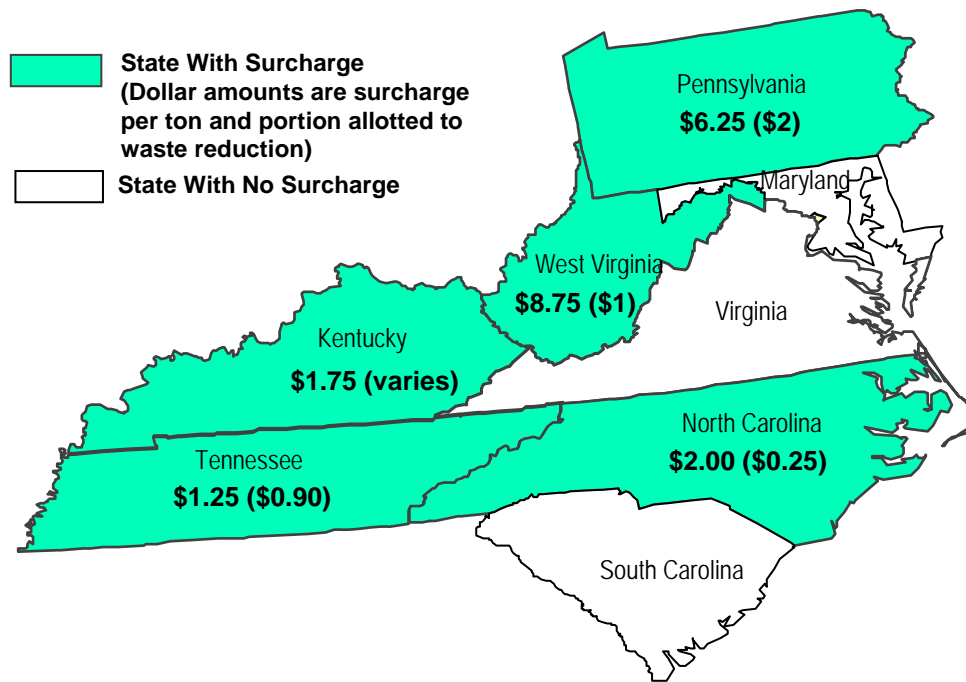 State With Surcharge
(Dollar amounts are surcharge
per ton and portion allotted to
waste reduction)
State With No Surcharge
Pennsylvania
$6.25 ($2)
Maryland
West Virginia
$8.75 ($1)
Virginia
Kentucky
$1.75 (varies)
North Carolina
$2.00 ($0.25)
Tennessee
$1.25 ($0.90)
South Carolina